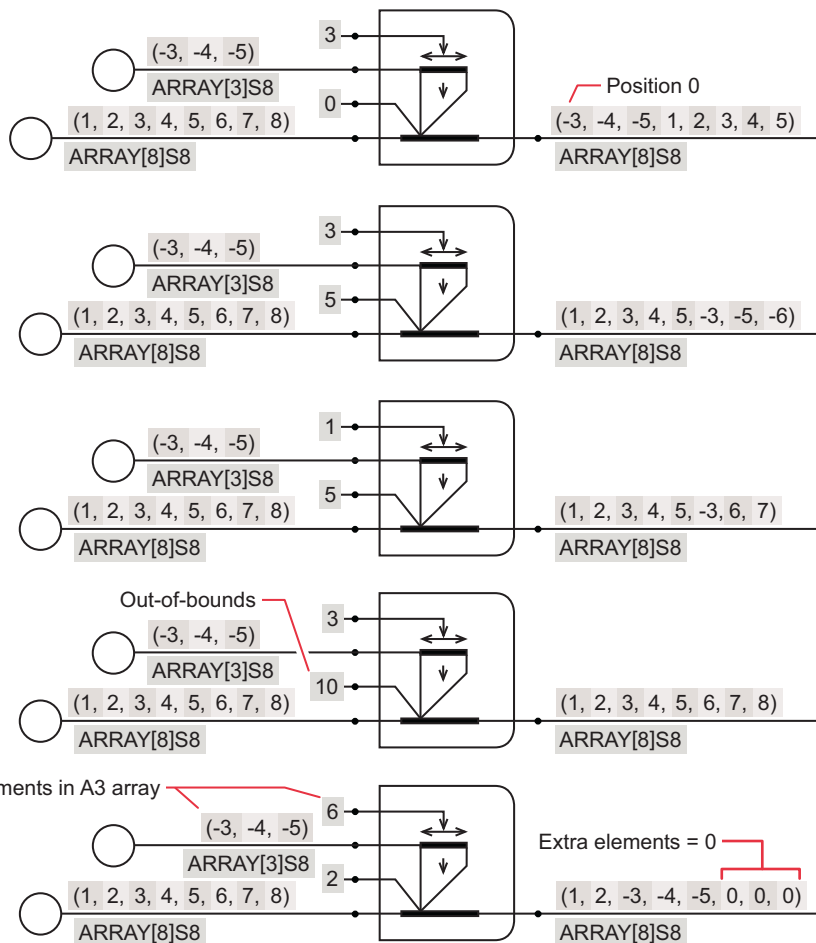 3
(-3, -4, -5)
ARRAY[3]S8
Position 0
0
(1, 2, 3, 4, 5, 6, 7, 8)
(-3, -4, -5, 1, 2, 3, 4, 5)
ARRAY[8]S8
ARRAY[8]S8
3
(-3, -4, -5)
ARRAY[3]S8
5
(1, 2, 3, 4, 5, 6, 7, 8)
(1, 2, 3, 4, 5, -3, -5, -6)
ARRAY[8]S8
ARRAY[8]S8
1
(-3, -4, -5)
ARRAY[3]S8
5
(1, 2, 3, 4, 5, 6, 7, 8)
(1, 2, 3, 4, 5, -3, 6, 7)
ARRAY[8]S8
ARRAY[8]S8
Out-of-bounds
3
(-3, -4, -5)
ARRAY[3]S8
10
(1, 2, 3, 4, 5, 6, 7, 8)
(1, 2, 3, 4, 5, 6, 7, 8)
ARRAY[8]S8
ARRAY[8]S8
ments in A3 array
6
(-3, -4, -5)
ARRAY[3]S8
Extra elements = 0
2
(1, 2, 3, 4, 5, 6, 7, 8)
(1, 2, -3, -4, -5, 0, 0, 0)
ARRAY[8]S8
ARRAY[8]S8